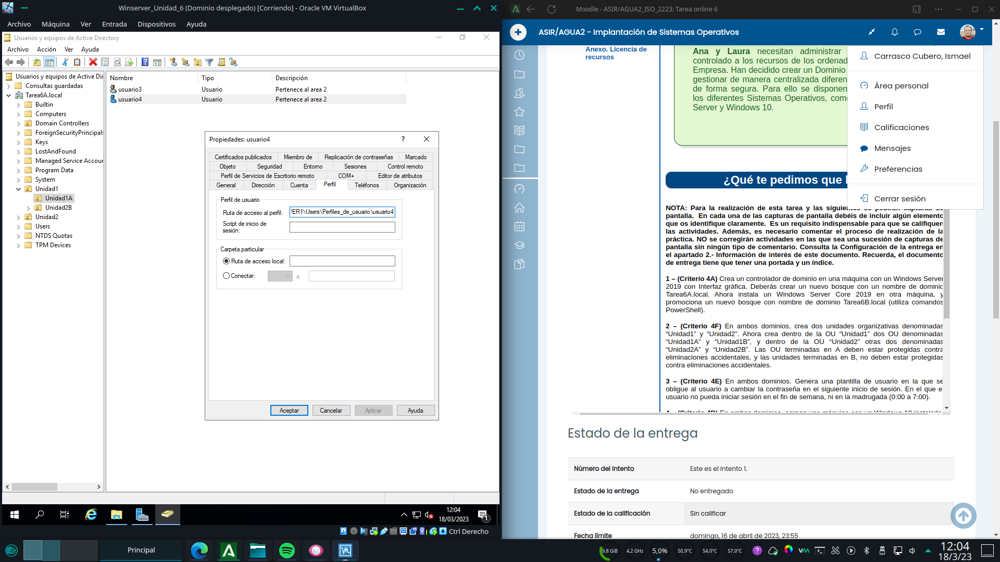 Winserver_Unidad_6 (Dominio desplegado) [Corriendo] - Oracle VM VirtualBox
Archivo Máquina Ver Entrada Dispositivos Ayuda
Usuarios y equipos de Active Directory
Archivo Acción Ver Ayuda
Usuarios y equipos de Active Dir
Consultas guardadas
Tarea6A.local
Builtin
Computers
Domain Controllers
ForeignSecurityPrincipals
Keys
LostAndFound
Managed Service Accour
Program Data
System
Unidad1
Unidad1A
Unidad2B
Unidad2
Users
NTDS Quotas
TPM Devices
Nombre Tipo Descripción
usuario3 Usuario Pertenece al area 2
usuario4 Usuario Pertenece al area 2
Propiedades: usuario4
?
Certificados publicados Miembro de Replicación de contraseñas Marcado
Objeto Seguridad Entorno Sesiones Control remoto
Perfil de Servicios de Escritorio remoto COM+ Editor de atributos
General Dirección Cuenta Perfil Teléfonos Organización
Perfil de usuario
Ruta de acceso al perfil: ER1\Users\Perfiles_de_usuario\usuario4
Script de inicio de
sesión:
Carpeta particular
Ruta de acceso local:
Conectar: a:
Aceptar Cancelar Aplicar Ayuda
12:04
18/03/2023
1
Ctrl Derecho
Moodle - ASIR/AGUA2_ISO_2223: Tarea online 6
ASIR/AGUA2 - Implantación de Sistemas Operativos
Anexo. Licencia de
recursos
Ana y Laura necesitan administrar
controlado a los recursos de los ordenad
Empresa. Han decidido crear un Dominio
gestionar de manera centralizada diferen
de forma segura. Para ello se disponen
los diferentes Sistemas Operativos, com
Server y Windows 10.
Carrasco Cubero, Ismael
Área personal
Perfil
Calificaciones
Mensajes
Preferencias
Cerrar sesión
¿Qué te pedimos que
NOTA: Para la realización de esta tarea y las siguientes se pedirán capturas de
pantalla. En cada una de las capturas de pantalla debéis de incluir algún elemento
que os identifique claramente. Es un requisito indispensable para que se califiquen
las actividades. Además, es necesario comentar el proceso de realización de la
práctica. NO se corregirán actividades en las que sea una sucesión de capturas de
pantalla sin ningún tipo de comentario. Consulta la Configuración de la entrega en
el apartado 2.- Información de interés de este documento. Recuerda, el documento
de entrega tiene que tener una portada y un índice.
1 – (Criterio 4A) Crea un controlador de dominio en una máquina con un Windows Server
2019 con Interfaz gráfica. Deberás crear un nuevo bosque con un nombre de dominio
Tarea6A.local. Ahora instala un Windows Server Core 2019 en otra máquina, y
promociona un nuevo bosque con nombre de dominio Tarea6B.local (utiliza comandos
PowerShell).
2 – (Criterio 4F) En ambos dominios, crea dos unidades organizativas denominadas
“Unidad1” y “Unidad2”. Ahora crea dentro de la OU “Unidad1” dos OU denominadas
“Unidad1A” y “Unidad1B”, y dentro de la OU “Unidad2” otras dos denominadas
“Unidad2A” y “Unidad2B”. Las OU terminadas en A deben estar protegidas contra
eliminaciones accidentales, y las unidades terminadas en B, no deben estar protegidas
contra eliminaciones accidentales.
3 – (Criterio 4E) En ambos dominios. Genera una plantilla de usuario en la que se
obligue al usuario a cambiar la contraseña en el siguiente inicio de sesión. En el que e
usuario no pueda iniciar sesión en el fin de semana, ni en la madrugada (0:00 a 7:00).
Estado de la entrega
Número del intento Este es el intento 1.
Estado de la entrega No entregado
Estado de la calificación Sin calificar
Fecha límite domingo, 16 de abril de 2023, 23:55
Principal
9,8 GiB 4,2 GHz 5,0% 50,9°C 54,0°C 57,0°C
12:04
18/3/23